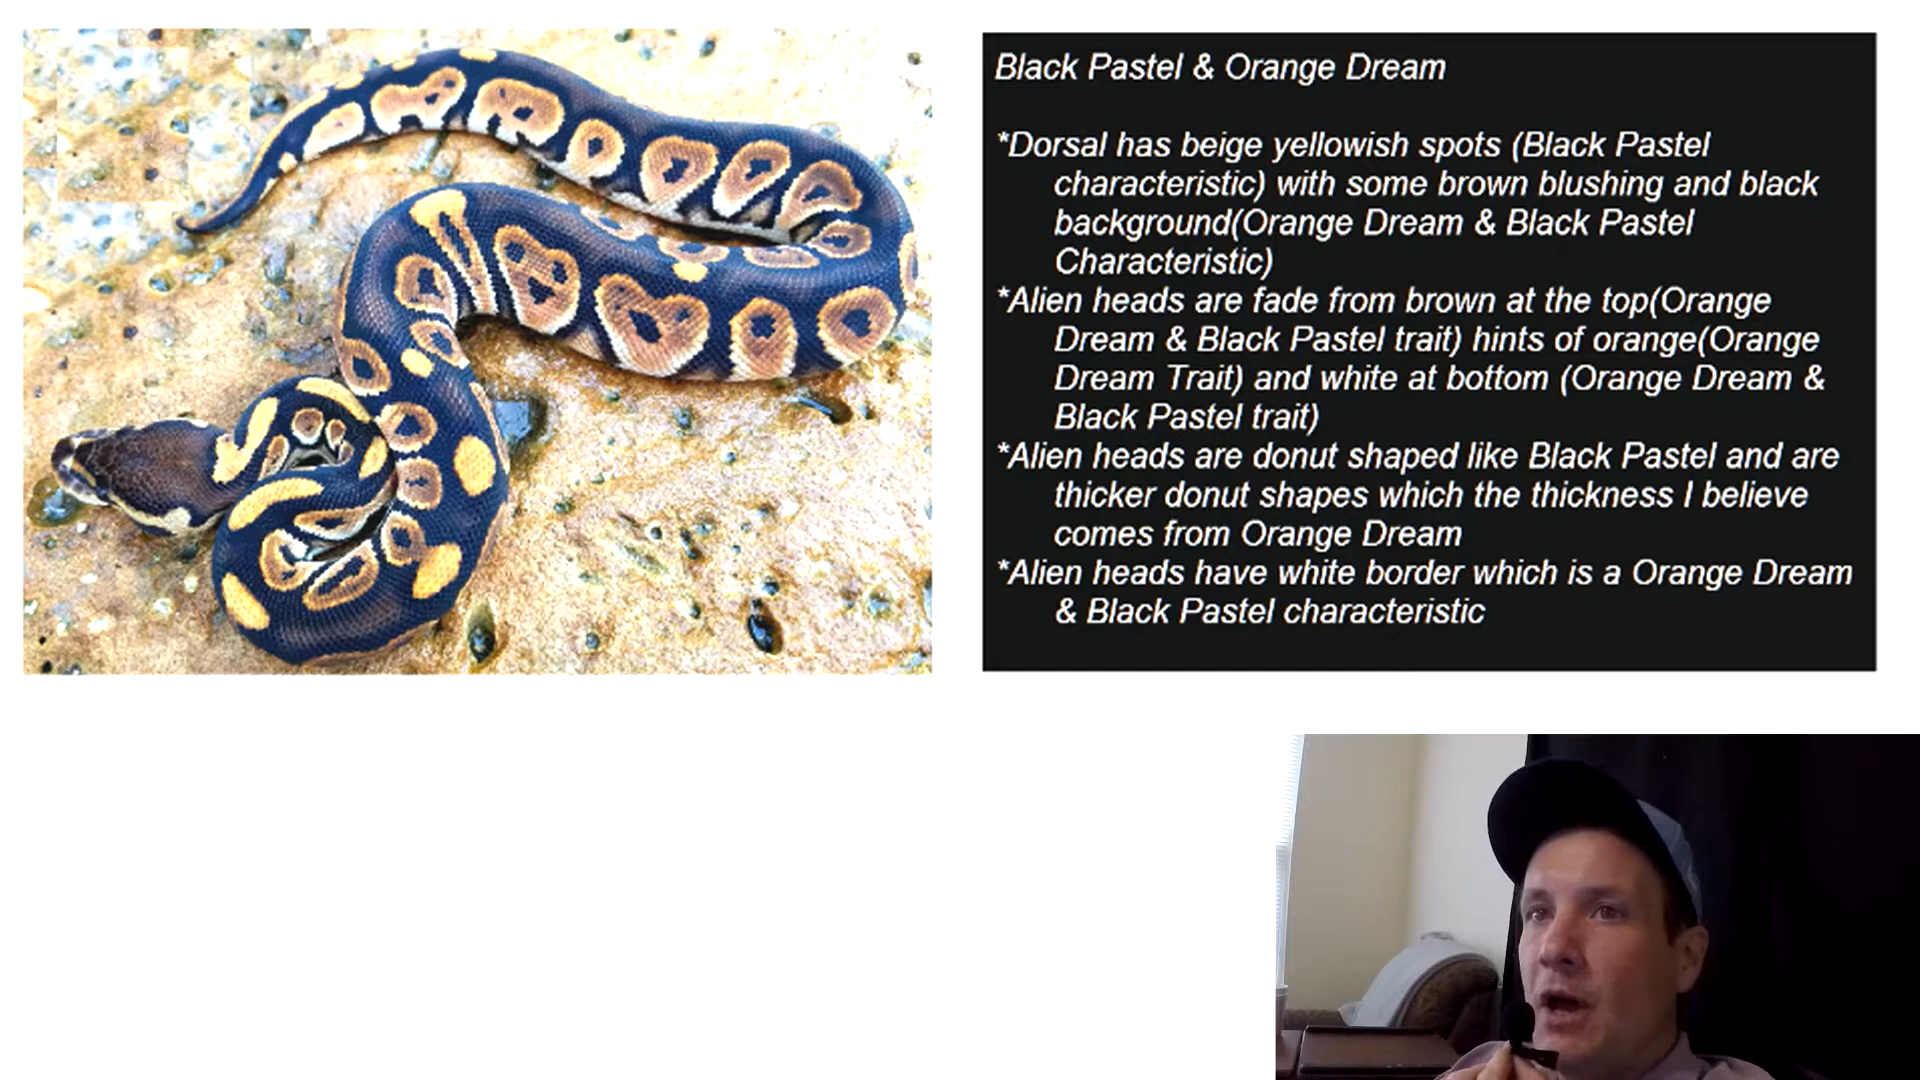 Black Pastel & Orange Dream
*Dorsal has beige yellowish spots (Black Pastel
characteristic) with some brown blushing and black
background(Orange Dream & Black Pastel
Characteristic)
*Alien heads are fade from brown at the top(Orange
Dream & Black Pastel trait) hints of orange(Orange
Dream Trait) and white at bottom (Orange Dream &
Black Pastel trait)
*Alien heads are donut shaped like Black Pastel and are
thicker donut shapes which the thickness I believe
comes from Orange Dream
*Alien heads have white border which is a Orange Dream
& Black Pastel characteristic